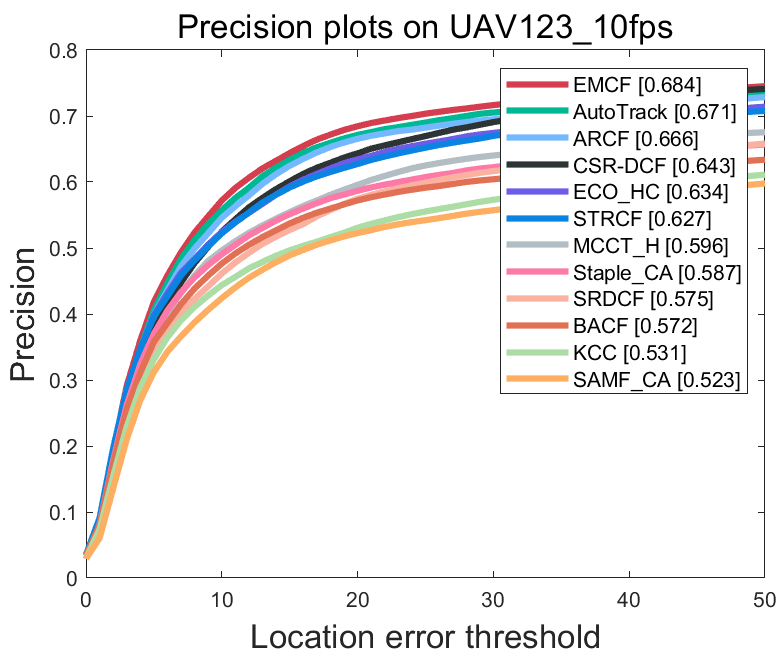 Precision plots on UAV123_10fps
0.8
0.7
0.6
0.5
0.4
0.3
0.2
0.1
0
Precision
EMCF [0.684]
AutoTrack [0.671]
ARCF [0.666]
CSR-DCF [0.643]
ECO_HC [0.634]
STRCF [0.627]
MCCT_H [0.596]
Staple_CA [0.587]
SRDCF [0.575]
BACF [0.572]
KCC [0.531]
SAMF_CA [0.523]
0 10 20 30 40 50
Location error threshold